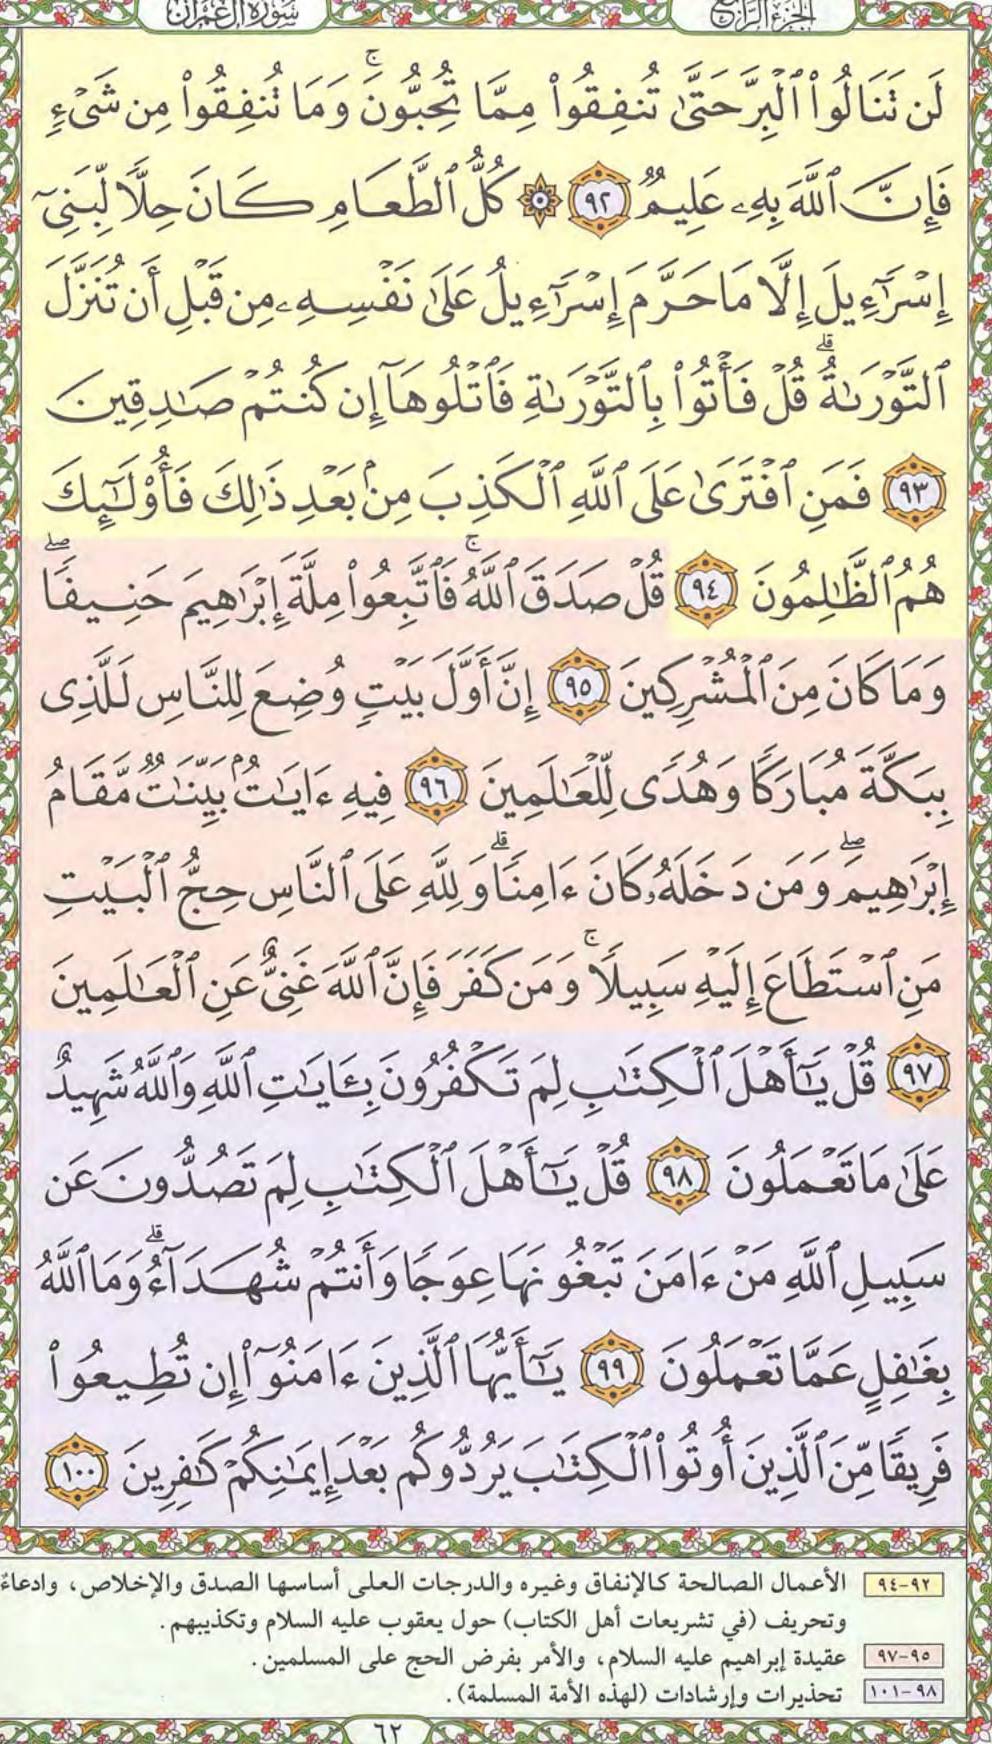 سورة آل عمران
الجزء الرابع
لَن تَنَالُوا۟ ٱلْبِرَّ حَتَّىٰ تُنفِقُوا۟ مِمَّا تُحِبُّونَ ۚ وَمَا تُنفِقُوا۟ مِن شَىْءٍ
فَإِنَّ ٱللَّهَ بِهِۦ عَلِيمٌ ٩٢ ۞ كُلُّ ٱلطَّعَامِ كَانَ حِلًّا لِّبَنِىٓ
إِسْرَٰٓءِيلَ إِلَّا مَا حَرَّمَ إِسْرَٰٓءِيلُ عَلَىٰ نَفْسِهِۦ مِن قَبْلِ أَن تُنَزَّلَ
ٱلتَّوْرَىٰةُ ۗ قُلْ فَأْتُوا۟ بِٱلتَّوْرَىٰةِ فَٱتْلُوهَآ إِن كُنتُمْ صَـٰدِقِينَ
٩٣ فَمَنِ ٱفْتَرَىٰ عَلَى ٱللَّهِ ٱلْكَذِبَ مِنۢ بَعْدِ ذَٰلِكَ فَأُو۟لَـٰٓئِكَ
هُمُ ٱلظَّـٰلِمُونَ ٩٤ قُلْ صَدَقَ ٱللَّهُ ۚ فَٱتَّبِعُوا۟ مِلَّةَ إِبْرَٰهِيمَ حَنِيفًا ۖ
وَمَا كَانَ مِنَ ٱلْمُشْرِكِينَ ٩٥ إِنَّ أَوَّلَ بَيْتٍ وُضِعَ لِلنَّاسِ لَلَّذِى
بِبَكَّةَ مُبَارَكًا وَهُدًى لِّلْعَـٰلَمِينَ ٩٦ فِيهِ ءَايَـٰتٌۢ بَيِّنَـٰتٌ مَّقَامُ
إِبْرَٰهِيمَ ۖ وَمَن دَخَلَهُۥ كَانَ ءَامِنًا ۗ وَلِلَّهِ عَلَى ٱلنَّاسِ حِجُّ ٱلْبَيْتِ
مَنِ ٱسْتَطَاعَ إِلَيْهِ سَبِيلًا ۚ وَمَن كَفَرَ فَإِنَّ ٱللَّهَ غَنِىٌّ عَنِ ٱلْعَـٰلَمِينَ
٩٧ قُلْ يَـٰٓأَهْلَ ٱلْكِتَـٰبِ لِمَ تَكْفُرُونَ بِـَٔايَـٰتِ ٱللَّهِ وَٱللَّهُ شَهِيدٌ
عَلَىٰ مَا تَعْمَلُونَ ٩٨ قُلْ يَـٰٓأَهْلَ ٱلْكِتَـٰبِ لِمَ تَصُدُّونَ عَن
سَبِيلِ ٱللَّهِ مَنْ ءَامَنَ تَبْغُونَهَا عِوَجًا وَأَنتُمْ شُهَدَآءُ ۗ وَمَا ٱللَّهُ
بِغَـٰفِلٍ عَمَّا تَعْمَلُونَ ٩٩ يَـٰٓأَيُّهَا ٱلَّذِينَ ءَامَنُوٓا۟ إِن تُطِيعُوا۟
فَرِيقًا مِّنَ ٱلَّذِينَ أُوتُوا۟ ٱلْكِتَـٰبَ يَرُدُّوكُم بَعْدَ إِيمَـٰنِكُمْ كَـٰفِرِينَ ١٠٠
٩٢-٩٤ الأعمال الصالحة كالإنفاق وغيره والدرجات العلى أساسها الصدق والإخلاص، وادعاءٌ
وتحريف (في تشريعات أهل الكتاب) حول يعقوب عليه السلام وتكذيبهم.
٩٥-٩٧ عقيدة إبراهيم عليه السلام، والأمر بفرض الحج على المسلمين.
٩٨-١٠١ تحذيرات وإرشادات (لهذه الأمة المسلمة).
٦٢